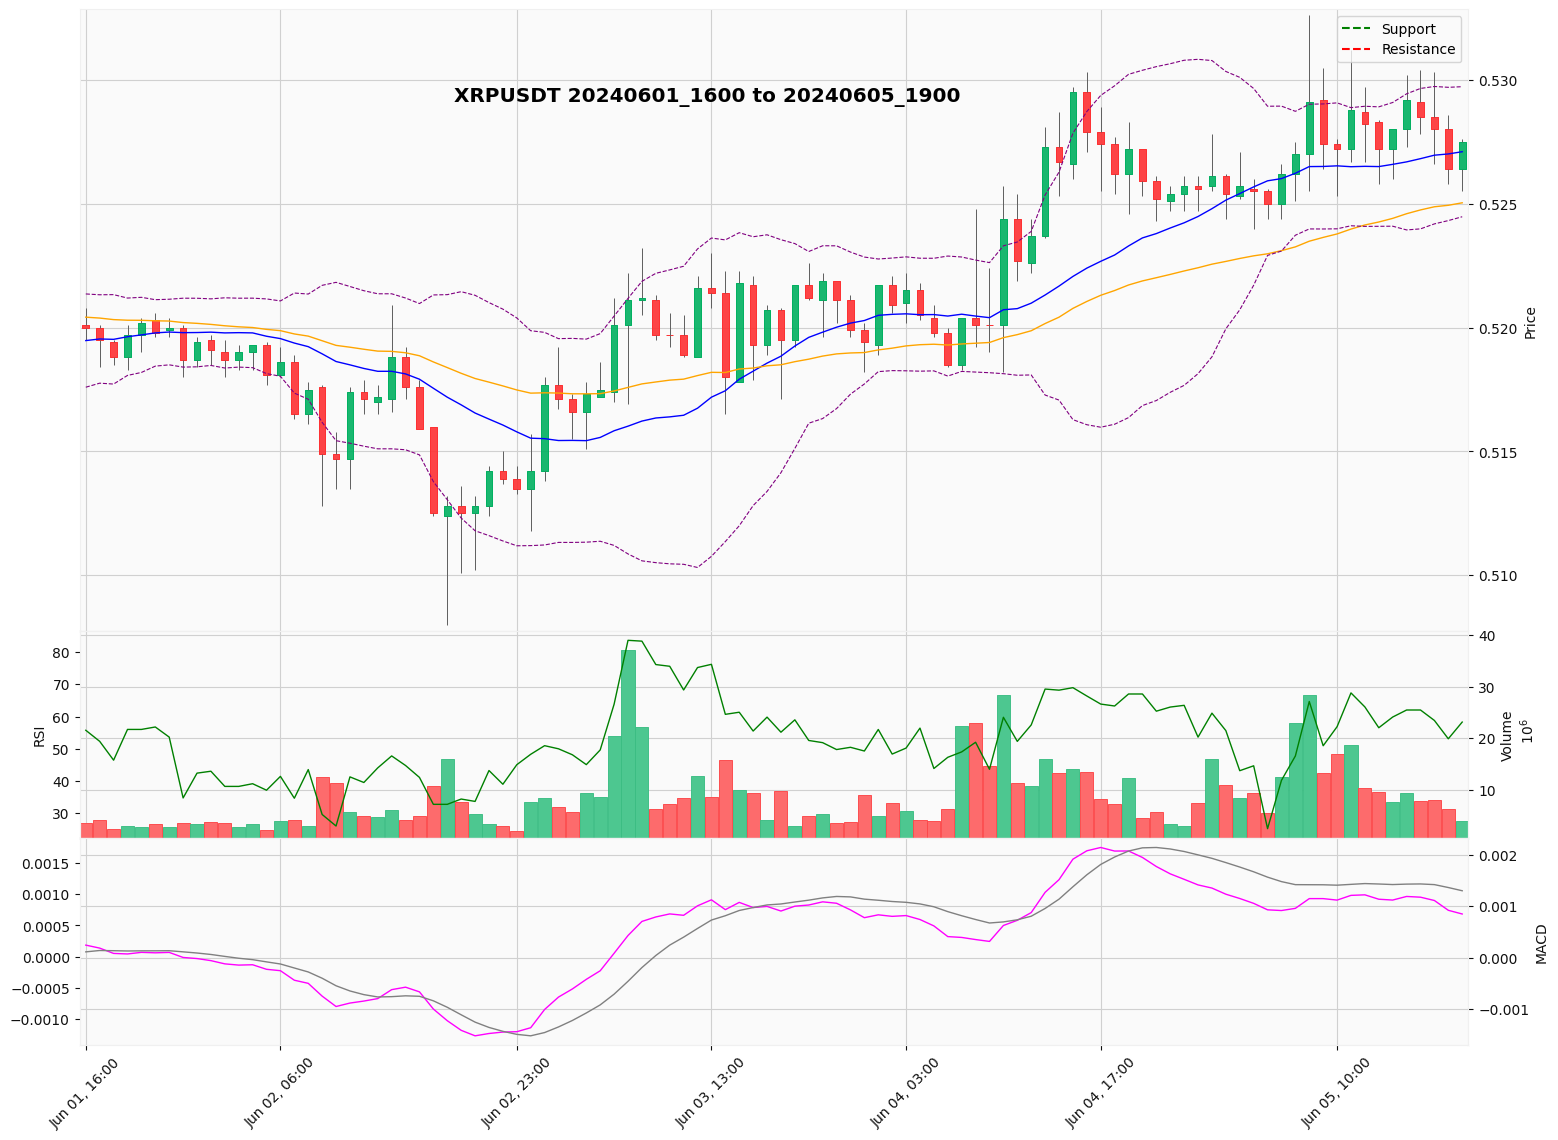 XRPUSDT 20240601_1600 to 20240605_1900
Support
Resistance
0.530
0.525
0.520
0.515
0.510
Price
80
70
60
50
40
30
RSI
40
30
20
10
Volume
10^6
0.0015
0.0010
0.0005
0.0000
−0.0005
−0.0010
0.002
0.001
0.000
−0.001
MACD
Jun 01, 16:00
Jun 02, 06:00
Jun 02, 23:00
Jun 03, 13:00
Jun 04, 03:00
Jun 04, 17:00
Jun 05, 10:00